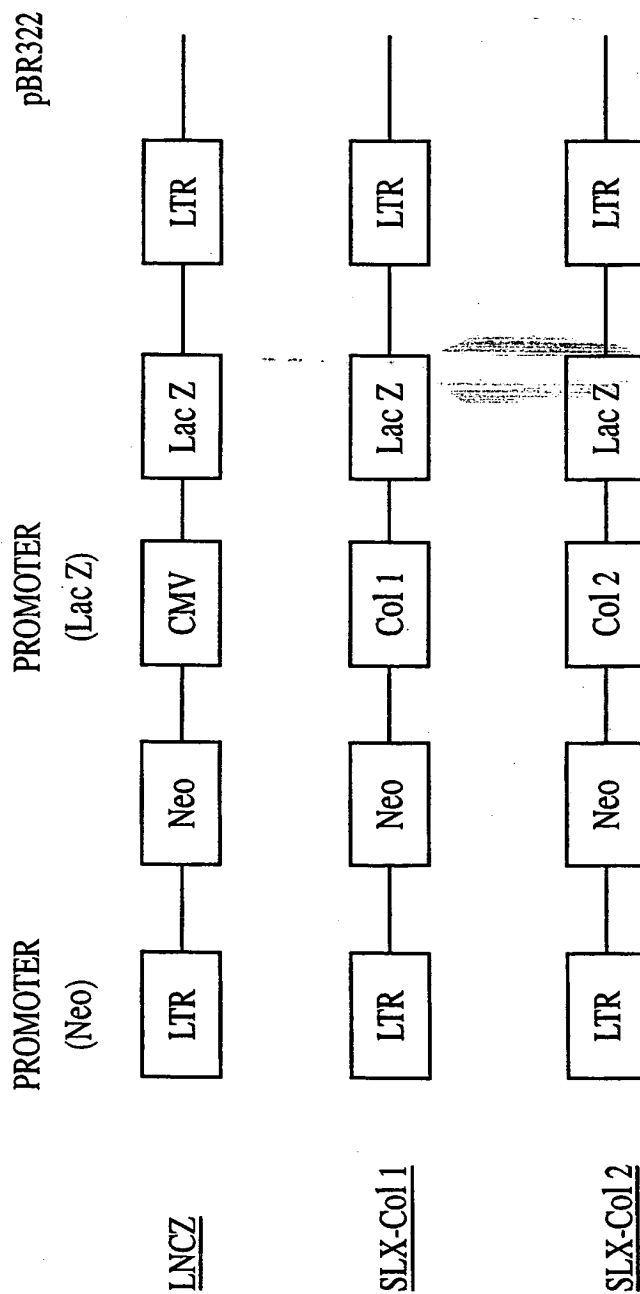 PROMOTER PROMOTER pBR322
(Neo) (Lac Z)
LNCZ LTR Neo CMV Lac Z LTR
SLX-Col 1 LTR Neo Col 1 Lac Z LTR
SLX-Col 2 LTR Neo Col 2 Lac Z LTR